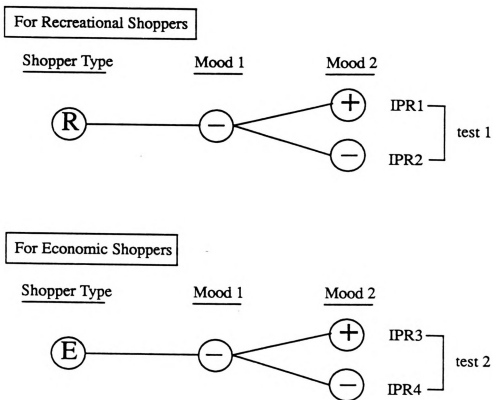 For Recreational Shoppers
Shopper Type Mood 1 Mood 2
+ IPR1
R − test 1
− IPR2
For Economic Shoppers
Shopper Type Mood 1 Mood 2
+ IPR3
E − test 2
− IPR4